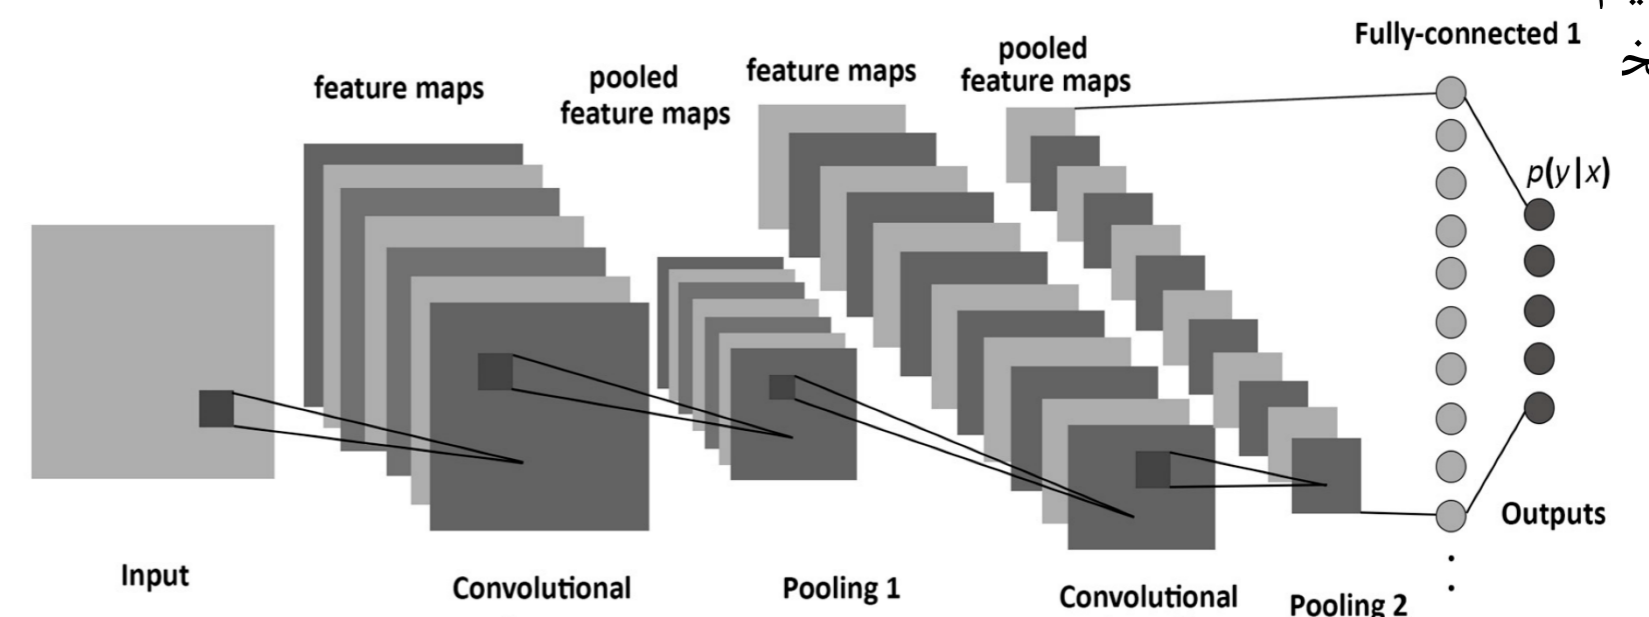 feature maps
pooled
feature maps
feature maps
pooled
feature maps
Fully-connected 1
p(y|x)
Outputs
Input
Convolutional
Pooling 1
Convolutional
Pooling 2